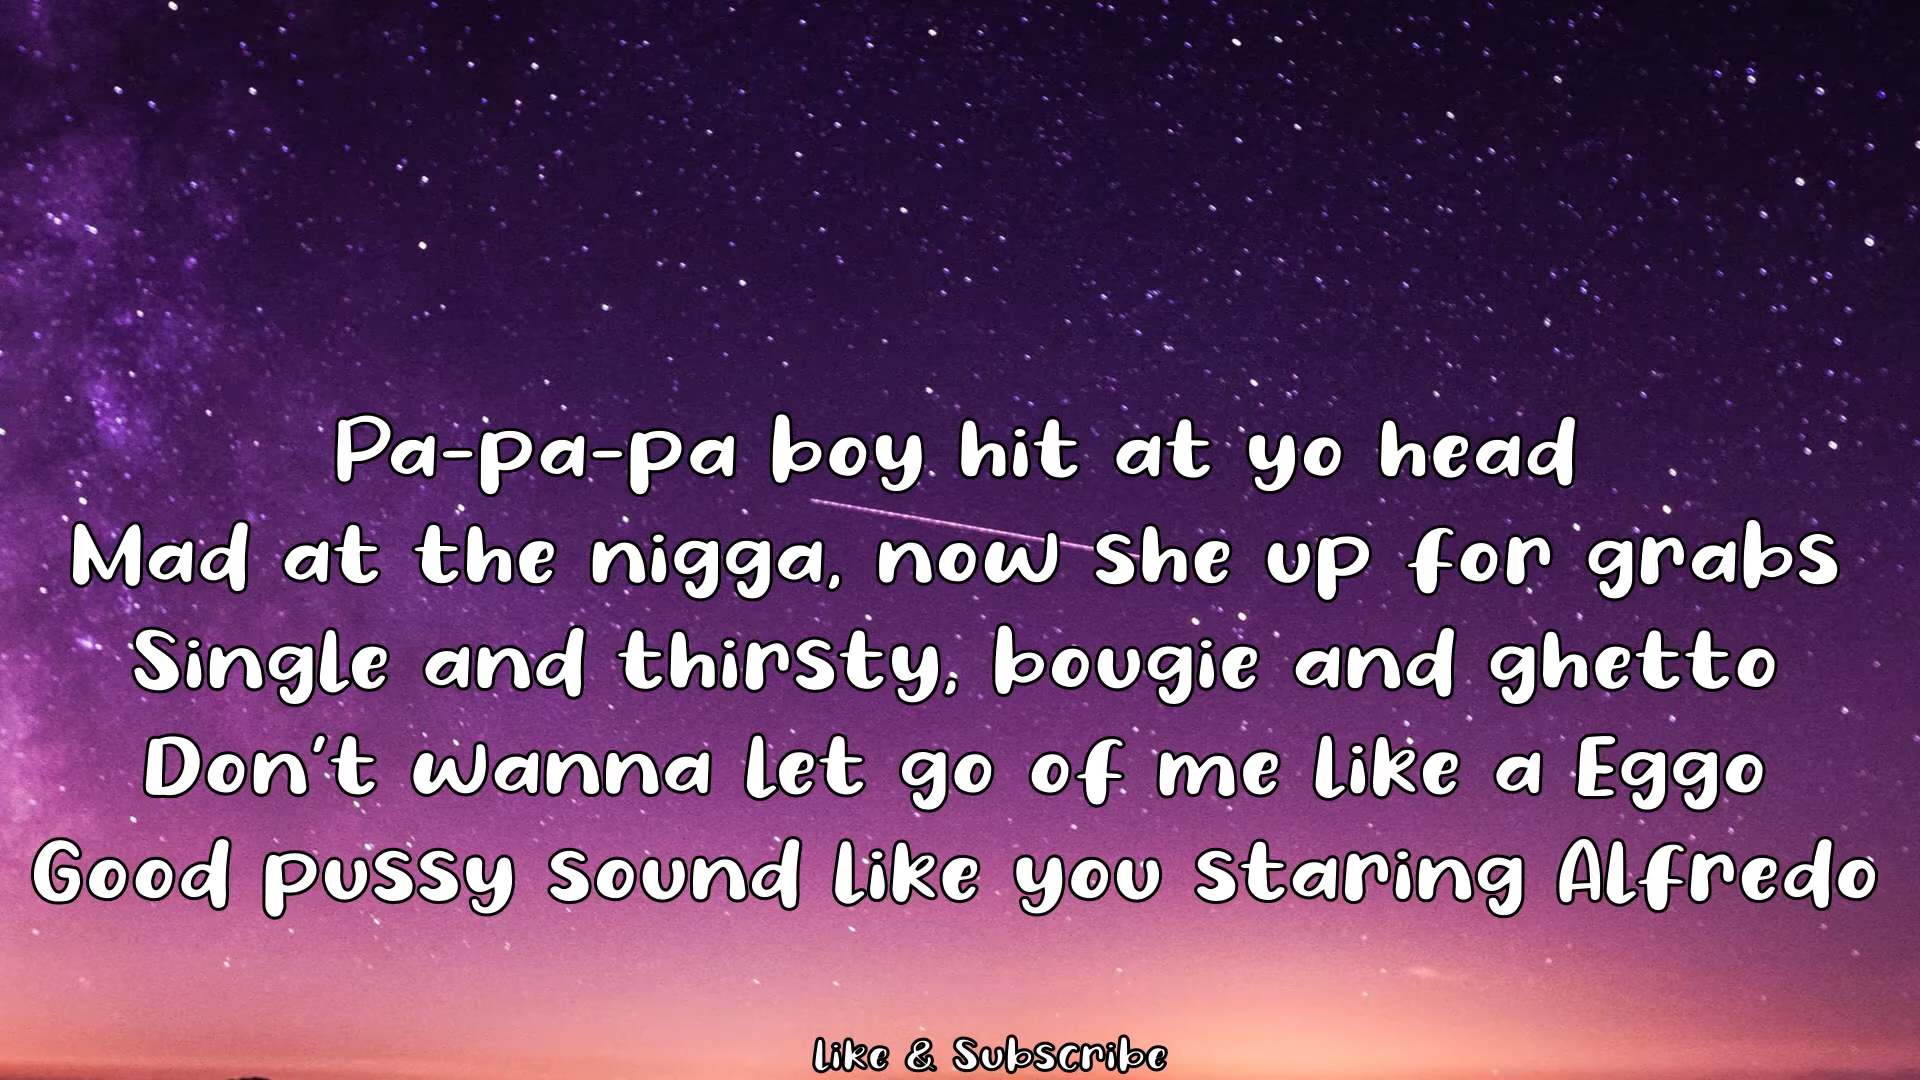 Pa-pa-pa boy hit at yo head
Mad at the nigga, now she up for grabs
Single and thirsty, bougie and ghetto
Don't wanna let go of me like a Eggo
Good pussy sound like you staring Alfredo
Like & Subscribe